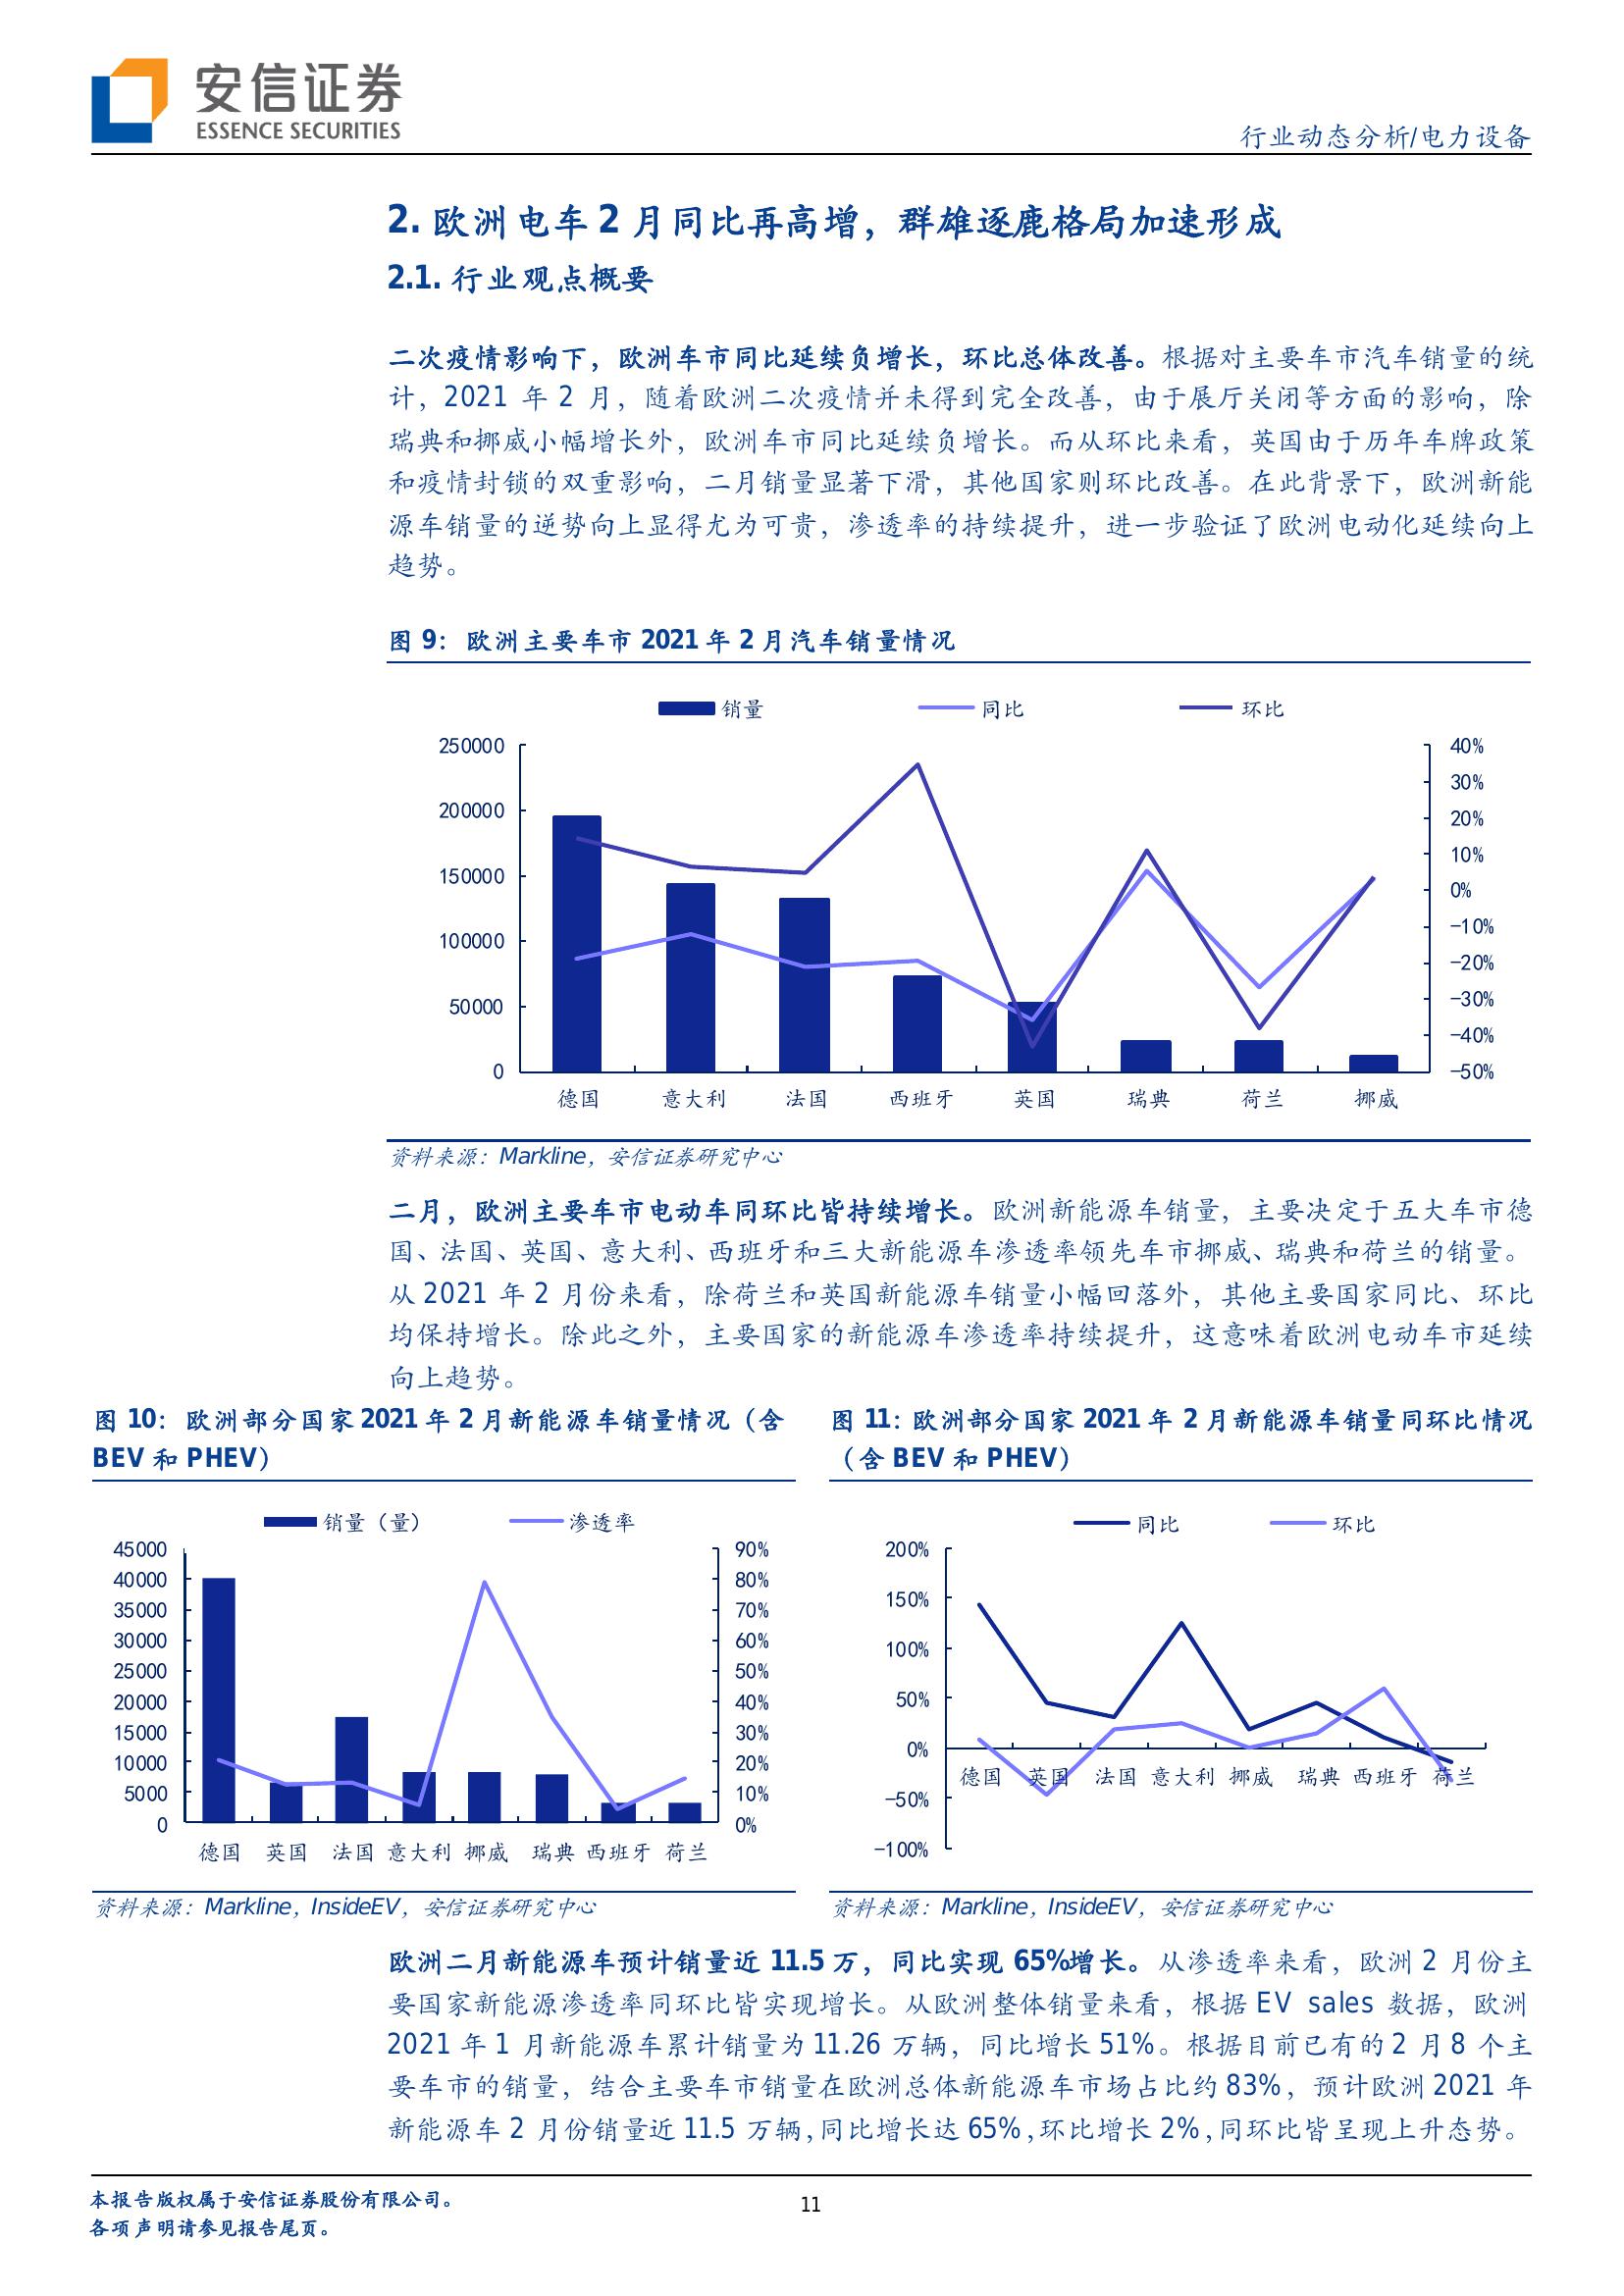 安信证券
ESSENCE SECURITIES
行业动态分析/电力设备
2. 欧洲电车 2 月同比再高增，群雄逐鹿格局加速形成
2.1. 行业观点概要
二次疫情影响下，欧洲车市同比延续负增长，环比总体改善。根据对主要车市汽车销量的统
计，2021 年 2 月，随着欧洲二次疫情并未得到完全改善，由于展厅关闭等方面的影响，除
瑞典和挪威小幅增长外，欧洲车市同比延续负增长。而从环比来看，英国由于历年车牌政策
和疫情封锁的双重影响，二月销量显著下滑，其他国家则环比改善。在此背景下，欧洲新能
源车销量的逆势向上显得尤为可贵，渗透率的持续提升，进一步验证了欧洲电动化延续向上
趋势。
图 9：欧洲主要车市 2021 年 2 月汽车销量情况
销量 同比 环比
250000 40%
30%
200000 20%
150000 10%
0%
100000 -10%
-20%
50000 -30%
-40%
0 -50%
德国 意大利 法国 西班牙 英国 瑞典 荷兰 挪威
资料来源：Markline，安信证券研究中心
二月，欧洲主要车市电动车同环比皆持续增长。欧洲新能源车销量，主要决定于五大车市德
国、法国、英国、意大利、西班牙和三大新能源车渗透率领先车市挪威、瑞典和荷兰的销量。
从 2021 年 2 月份来看，除荷兰和英国新能源车销量小幅回落外，其他主要国家同比、环比
均保持增长。除此之外，主要国家的新能源车渗透率持续提升，这意味着欧洲电动车市延续
向上趋势。
图 10：欧洲部分国家 2021 年 2 月新能源车销量情况（含
BEV 和 PHEV）
销量（量） 渗透率
45000 90%
40000 80%
35000 70%
30000 60%
25000 50%
20000 40%
15000 30%
10000 20%
5000 10%
0 0%
德国 英国 法国 意大利 挪威 瑞典 西班牙 荷兰
资料来源：Markline，InsideEV，安信证券研究中心
图 11：欧洲部分国家 2021 年 2 月新能源车销量同环比情况
（含 BEV 和 PHEV）
同比 环比
200%
150%
100%
50%
0%
德国 英国 法国 意大利 挪威 瑞典 西班牙 荷兰
-50%
-100%
资料来源：Markline，InsideEV，安信证券研究中心
欧洲二月新能源车预计销量近 11.5 万，同比实现 65%增长。从渗透率来看，欧洲 2 月份主
要国家新能源渗透率同环比皆实现增长。从欧洲整体销量来看，根据 EV sales 数据，欧洲
2021 年 1 月新能源车累计销量为 11.26 万辆，同比增长 51%。根据目前已有的 2 月 8 个主
要车市的销量，结合主要车市销量在欧洲总体新能源车市场占比约 83%，预计欧洲 2021 年
新能源车 2 月份销量近 11.5 万辆,同比增长达 65%,环比增长 2%,同环比皆呈现上升态势。
本报告版权属于安信证券股份有限公司。
各项声明请参见报告尾页。
11